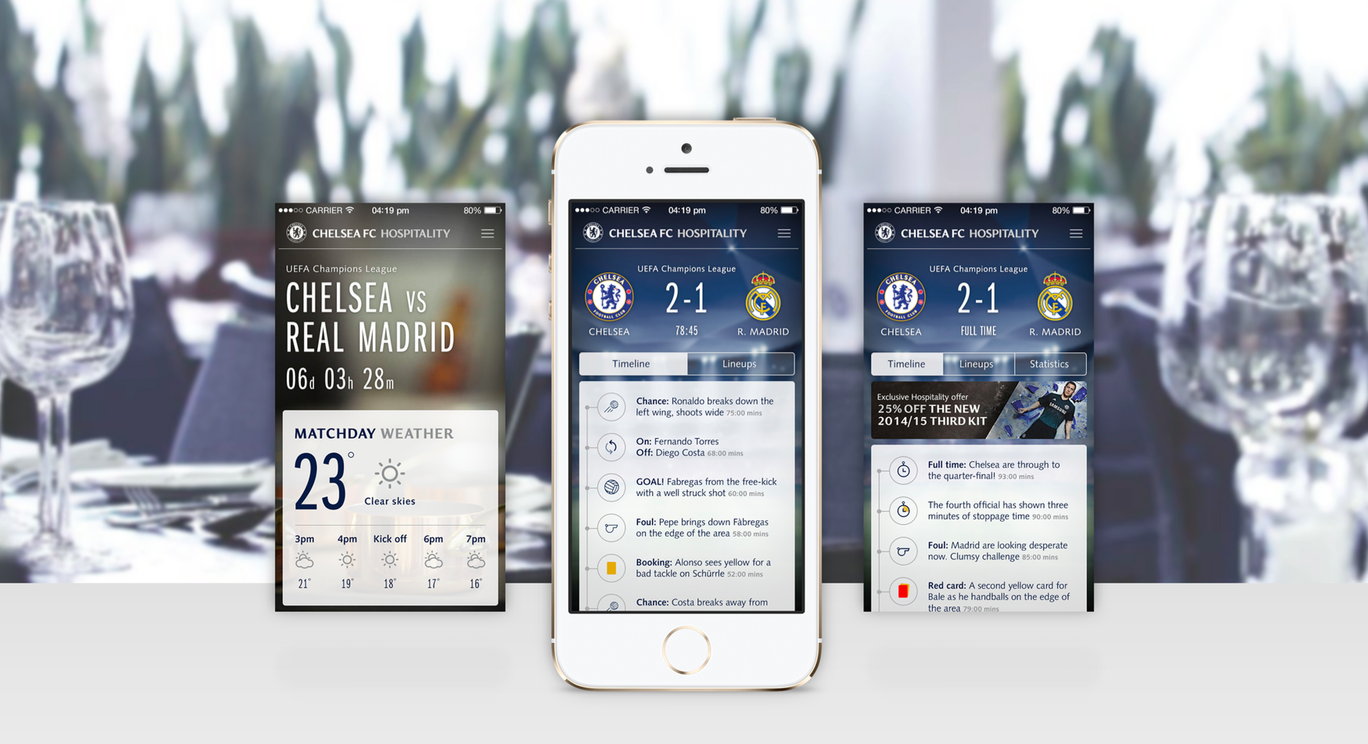 CARRIER 04:19 pm 80%
CHELSEA FC HOSPITALITY
UEFA Champions League
CHELSEA VS
REAL MADRID
06d 03h 28m
MATCHDAY WEATHER
23°
Clear skies
3pm 4pm Kick off 6pm 7pm
21° 19° 18° 17° 16°
CARRIER 04:19 pm 80%
CHELSEA FC HOSPITALITY
UEFA Champions League
CHELSEA
FOOTBALL CLUB
2-1
CHELSEA 78:45 R. MADRID
Timeline Lineups
Chance: Ronaldo breaks down the
left wing, shoots wide 75:00 mins
On: Fernando Torres
Off: Diego Costa 68:00 mins
GOAL! Fabregas from the free-kick
with a well struck shot 60:00 mins
Foul: Pepe brings down Fàbregas
on the edge of the area 58:00 mins
Booking: Alonso sees yellow for a
bad tackle on Schürrle 52:00 mins
Chance: Costa breaks away from
CARRIER 04:19 pm 80%
CHELSEA FC HOSPITALITY
UEFA Champions League
CHELSEA
FOOTBALL CLUB
2-1
CHELSEA FULL TIME R. MADRID
Timeline Lineups Statistics
Exclusive Hospitality offer
25% OFF THE NEW
2014/15 THIRD KIT
SAMSUNG
Full time: Chelsea are through to
the quarter-final! 93:00 mins
The fourth official has shown three
minutes of stoppage time 90:00 mins
Foul: Madrid are looking desperate
now. Clumsy challenge 85:00 mins
Red card: A second yellow card for
Bale as he handballs on the edge of
the area 79:00 mins